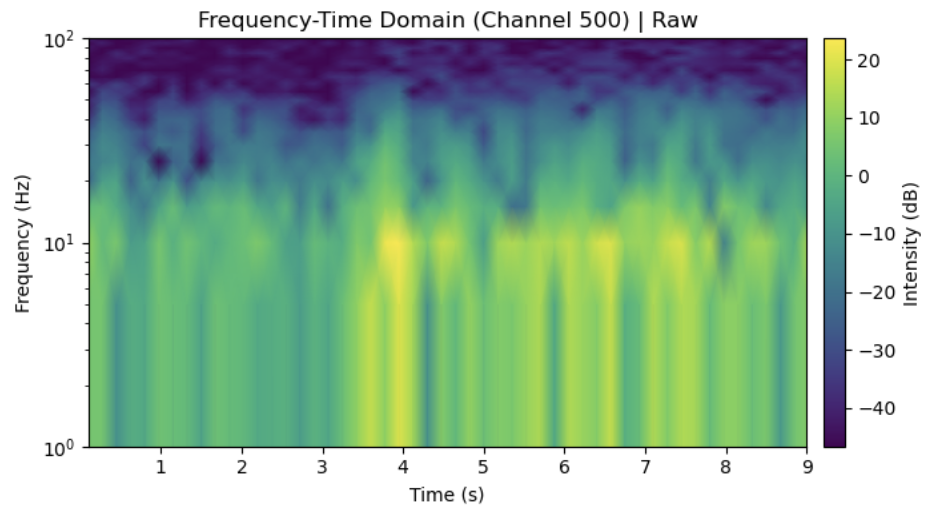 Frequency-Time Domain (Channel 500) | Raw
10²
10¹
10⁰
Frequency (Hz)
1 2 3 4 5 6 7 8 9
Time (s)
20
10
0
−10
−20
−30
−40
Intensity (dB)